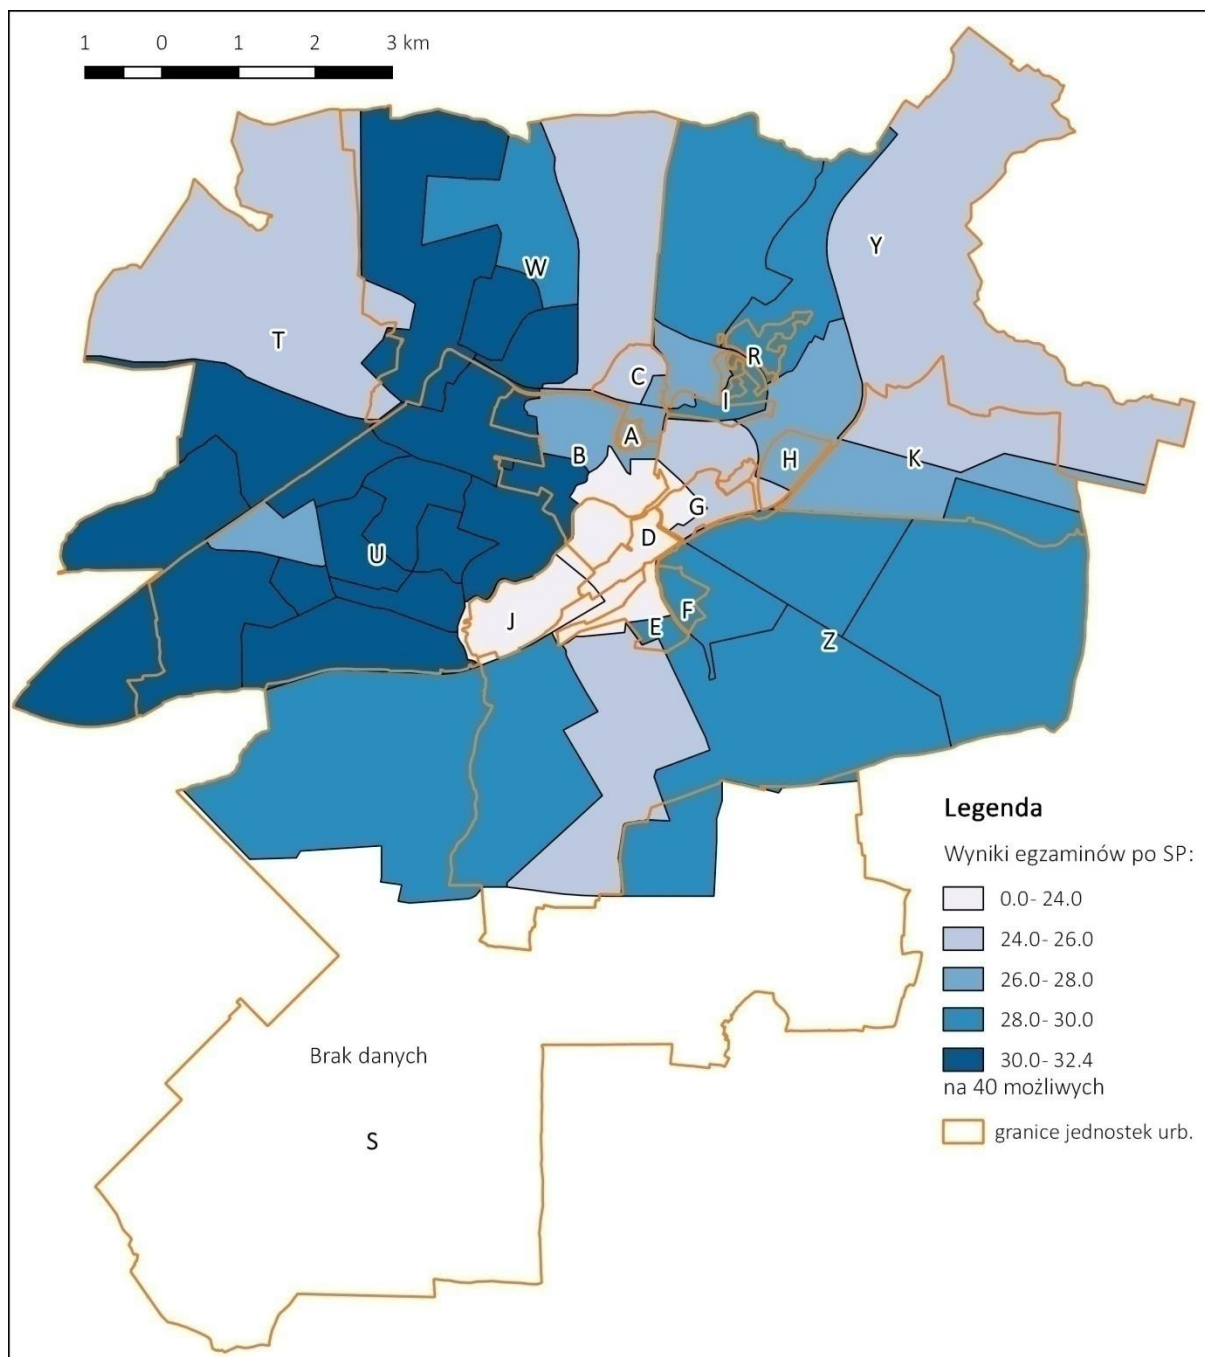 1 0 1 2 3 km
Y
W
T
R
C
I
A
B
H
K
G
D
U
J
F
E
Z
Legenda
Wyniki egzaminów po SP:
0.0- 24.0
24.0- 26.0
26.0- 28.0
28.0- 30.0
30.0- 32.4
na 40 możliwych
granice jednostek urb.
Brak danych
S